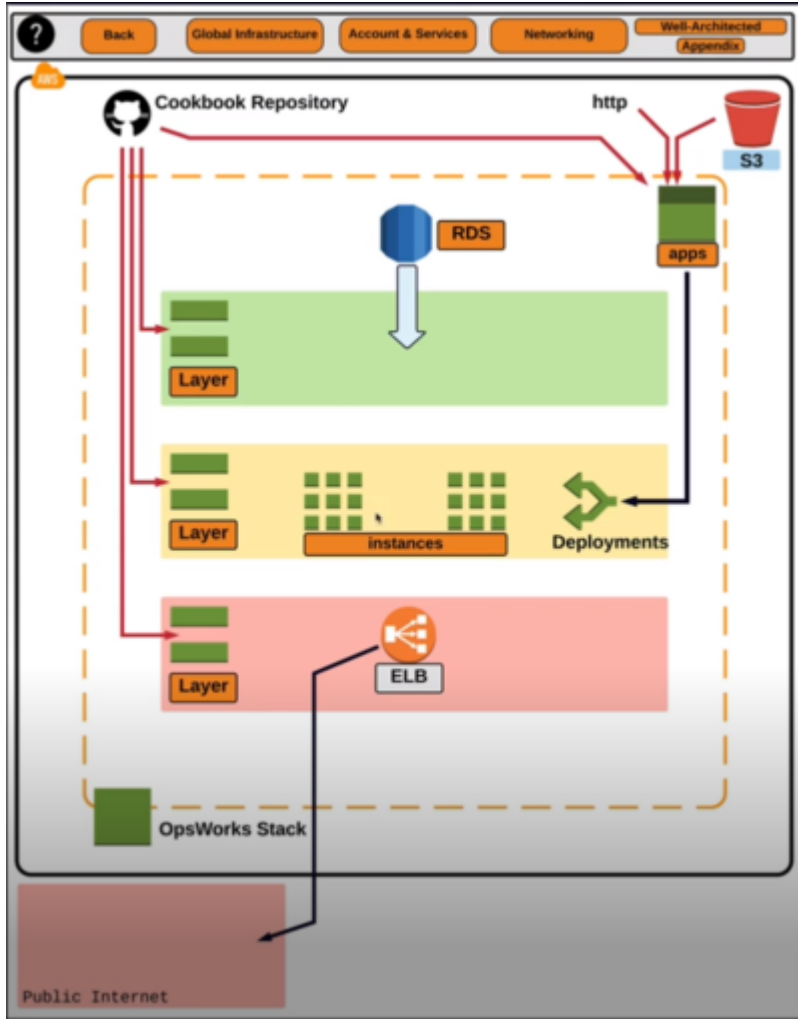 ?
Back
Global Infrastructure
Account & Services
Networking
Well-Architected
Appendix
AWS
Cookbook Repository
http
S3
RDS
apps
Layer
Layer
instances
Deployments
Layer
ELB
OpsWorks Stack
Public Internet